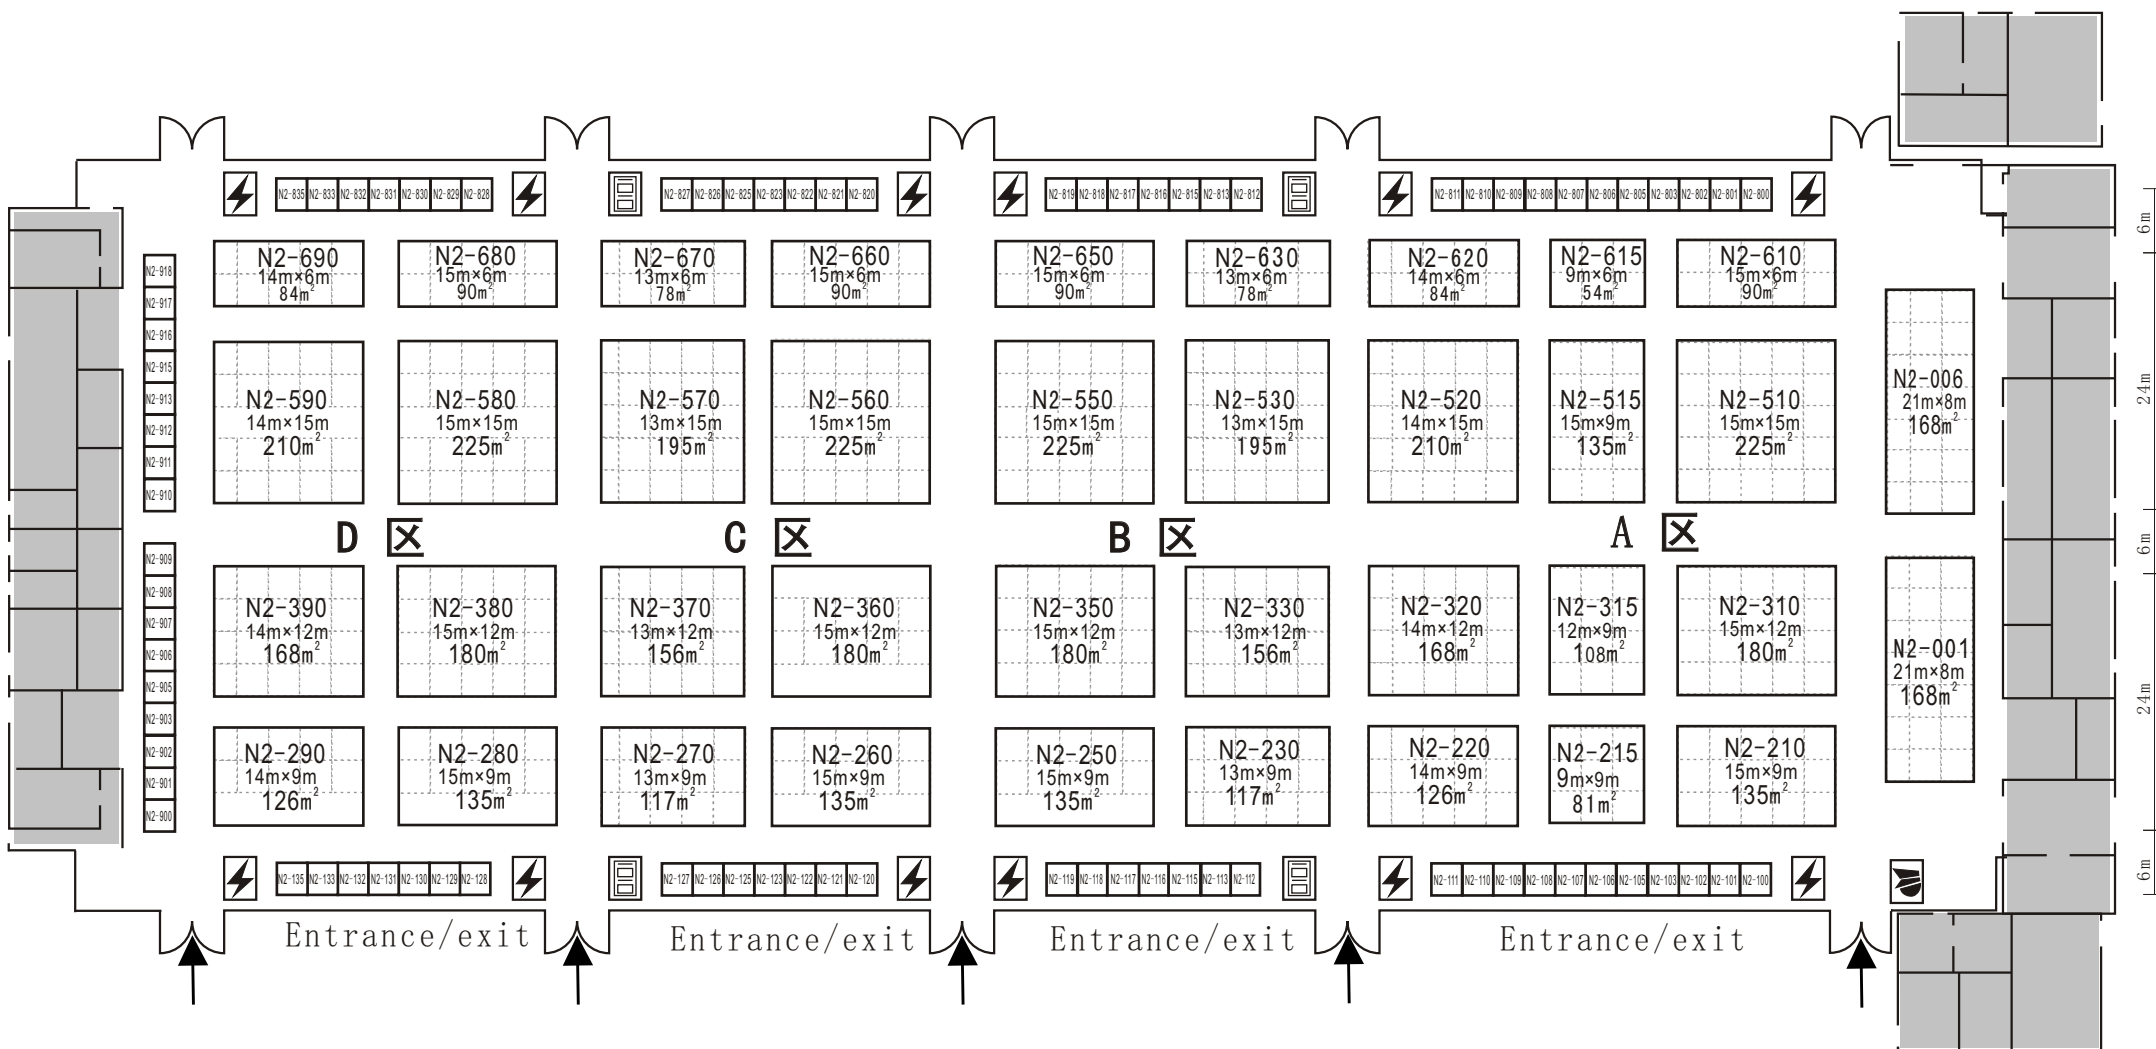 N2-835 N2-833 N2-832 N2-831 N2-830 N2-829 N2-828
N2-827 N2-826 N2-825 N2-823 N2-822 N2-821 N2-820
N2-819 N2-818 N2-817 N2-816 N2-815 N2-813 N2-812
N2-811 N2-810 N2-809 N2-808 N2-807 N2-806 N2-805 N2-803 N2-802 N2-801 N2-800
N2-690
14m×6m
84m²
N2-680
15m×6m
90m²
N2-670
13m×6m
78m²
N2-660
15m×6m
90m²
N2-650
15m×6m
90m²
N2-630
13m×6m
78m²
N2-620
14m×6m
84m²
N2-615
9m×6m
54m²
N2-610
15m×6m
90m²
N2-918
N2-917
N2-916
N2-915
N2-913
N2-912
N2-911
N2-910
N2-590
14m×15m
210m²
N2-580
15m×15m
225m²
N2-570
13m×15m
195m²
N2-560
15m×15m
225m²
N2-550
15m×15m
225m²
N2-530
13m×15m
195m²
N2-520
14m×15m
210m²
N2-515
15m×9m
135m²
N2-510
15m×15m
225m²
N2-006
21m×8m
168m²
D 区
C 区
B 区
A 区
N2-909
N2-908
N2-907
N2-906
N2-905
N2-903
N2-902
N2-901
N2-900
N2-390
14m×12m
168m²
N2-380
15m×12m
180m²
N2-370
13m×12m
156m²
N2-360
15m×12m
180m²
N2-350
15m×12m
180m²
N2-330
13m×12m
156m²
N2-320
14m×12m
168m²
N2-315
12m×9m
108m²
N2-310
15m×12m
180m²
N2-001
21m×8m
168m²
N2-290
14m×9m
126m²
N2-280
15m×9m
135m²
N2-270
13m×9m
117m²
N2-260
15m×9m
135m²
N2-250
15m×9m
135m²
N2-230
13m×9m
117m²
N2-220
14m×9m
126m²
N2-215
9m×9m
81m²
N2-210
15m×9m
135m²
N2-135 N2-133 N2-132 N2-131 N2-130 N2-129 N2-128
N2-127 N2-126 N2-125 N2-123 N2-122 N2-121 N2-120
N2-119 N2-118 N2-117 N2-116 N2-115 N2-113 N2-112
N2-111 N2-110 N2-109 N2-108 N2-107 N2-106 N2-105 N2-103 N2-102 N2-101 N2-100
Entrance/exit
Entrance/exit
Entrance/exit
Entrance/exit
6m
24m
6m
24m
6m